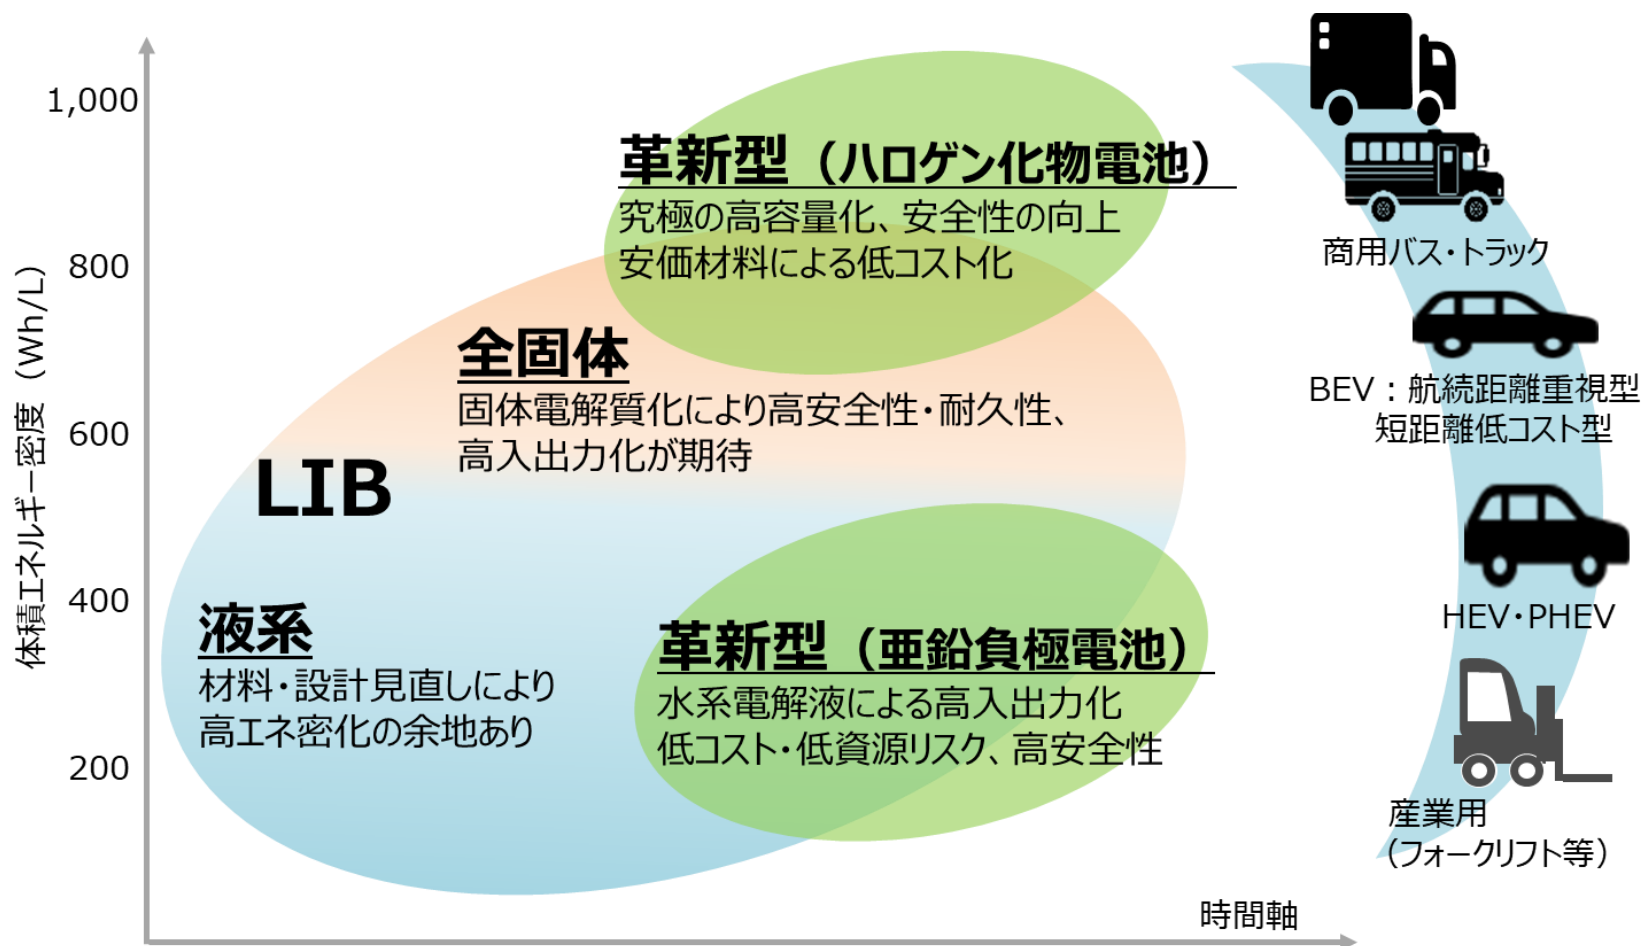 体積エネルギー密度（Wh/L）
1,000
800
600
400
200
革新型（ハロゲン化物電池）
究極の高容量化、安全性の向上
安価材料による低コスト化
全固体
固体電解質化により高安全性・耐久性、
高入出力化が期待
LIB
液系
材料・設計見直しにより
高エネ密化の余地あり
革新型（亜鉛負極電池）
水系電解液による高入出力化
低コスト・低資源リスク、高安全性
時間軸
商用バス・トラック
BEV：航続距離重視型
短距離低コスト型
HEV・PHEV
産業用
（フォークリフト等）